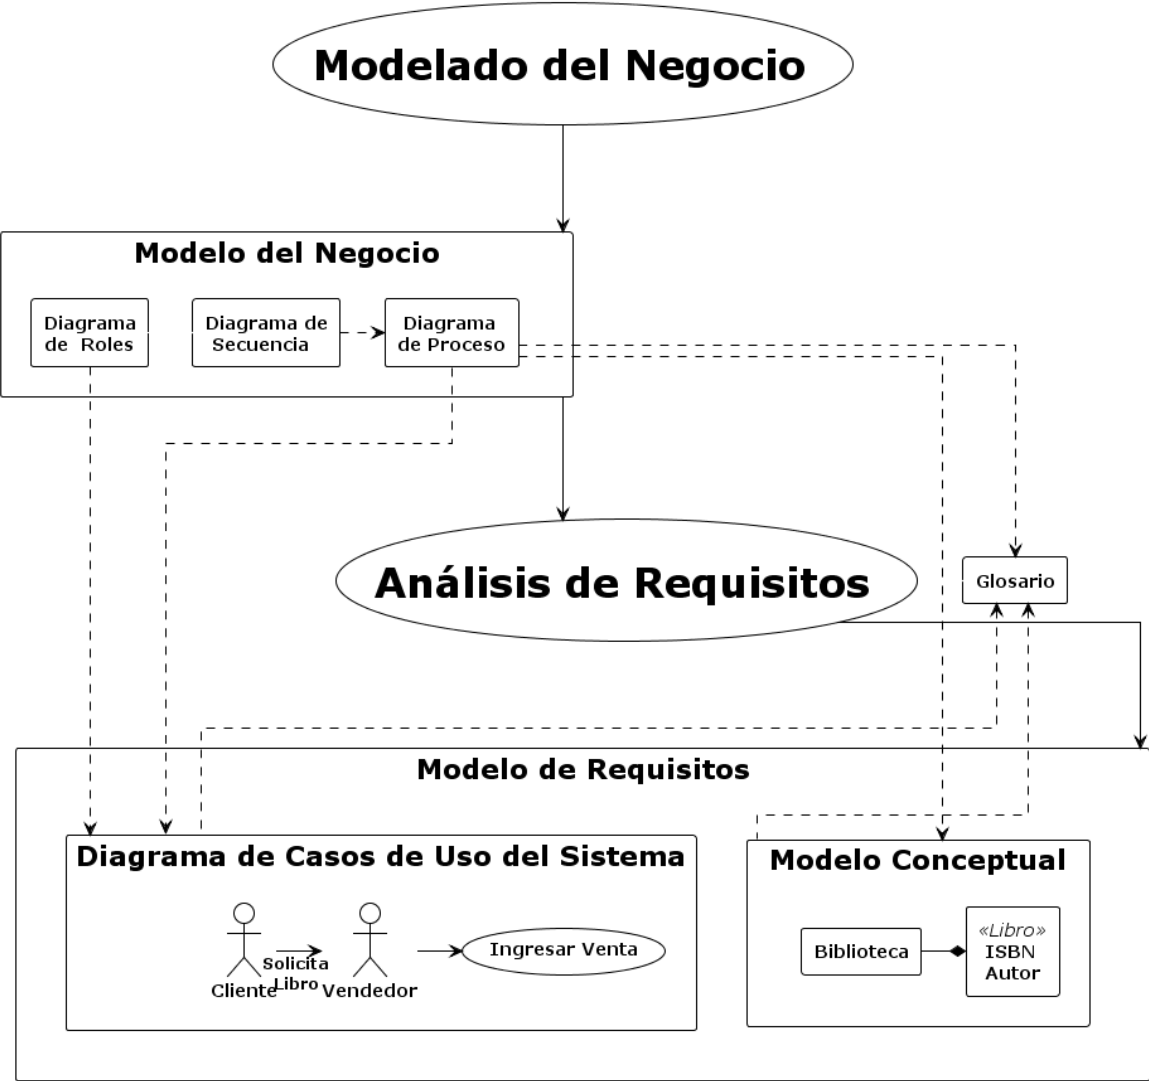 Modelado del Negocio
Modelo del Negocio
Diagrama
de Roles
Diagrama de
Secuencia
Diagrama
de Proceso
Análisis de Requisitos
Glosario
Modelo de Requisitos
Diagrama de Casos de Uso del Sistema
Cliente
Solicita
Libro
Vendedor
Ingresar Venta
Modelo Conceptual
Biblioteca
«Libro»
ISBN
Autor